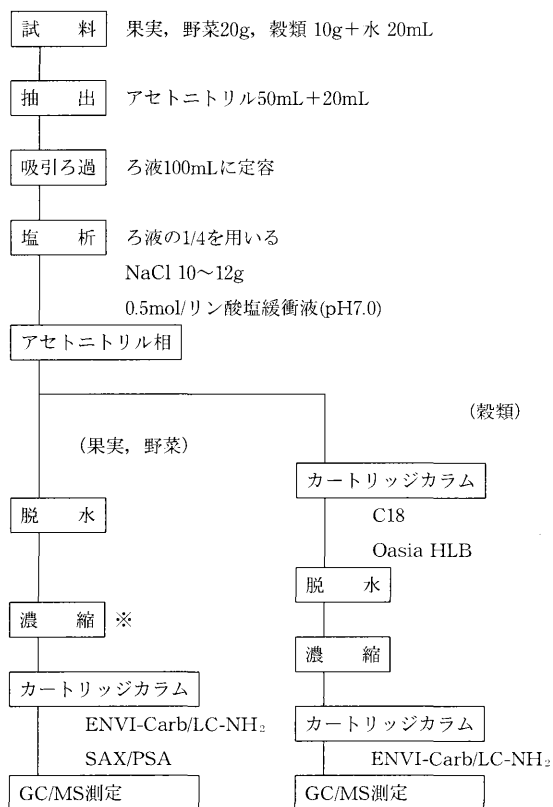 試　料　果実，野菜20g，穀類 10g＋水 20mL
抽　出　アセトニトリル50mL＋20mL
吸引ろ過　ろ液100mLに定容
塩　析　ろ液の1/4を用いる
NaCl 10〜12g
0.5mol/リン酸塩緩衝液(pH7.0)
アセトニトリル相
（果実，野菜）
脱　水
濃　縮　※
カートリッジカラム
ENVI-Carb/LC-NH₂
SAX/PSA
GC/MS測定
（穀類）
カートリッジカラム
C18
Oasia HLB
脱　水
濃　縮
カートリッジカラム
ENVI-Carb/LC-NH₂
GC/MS測定